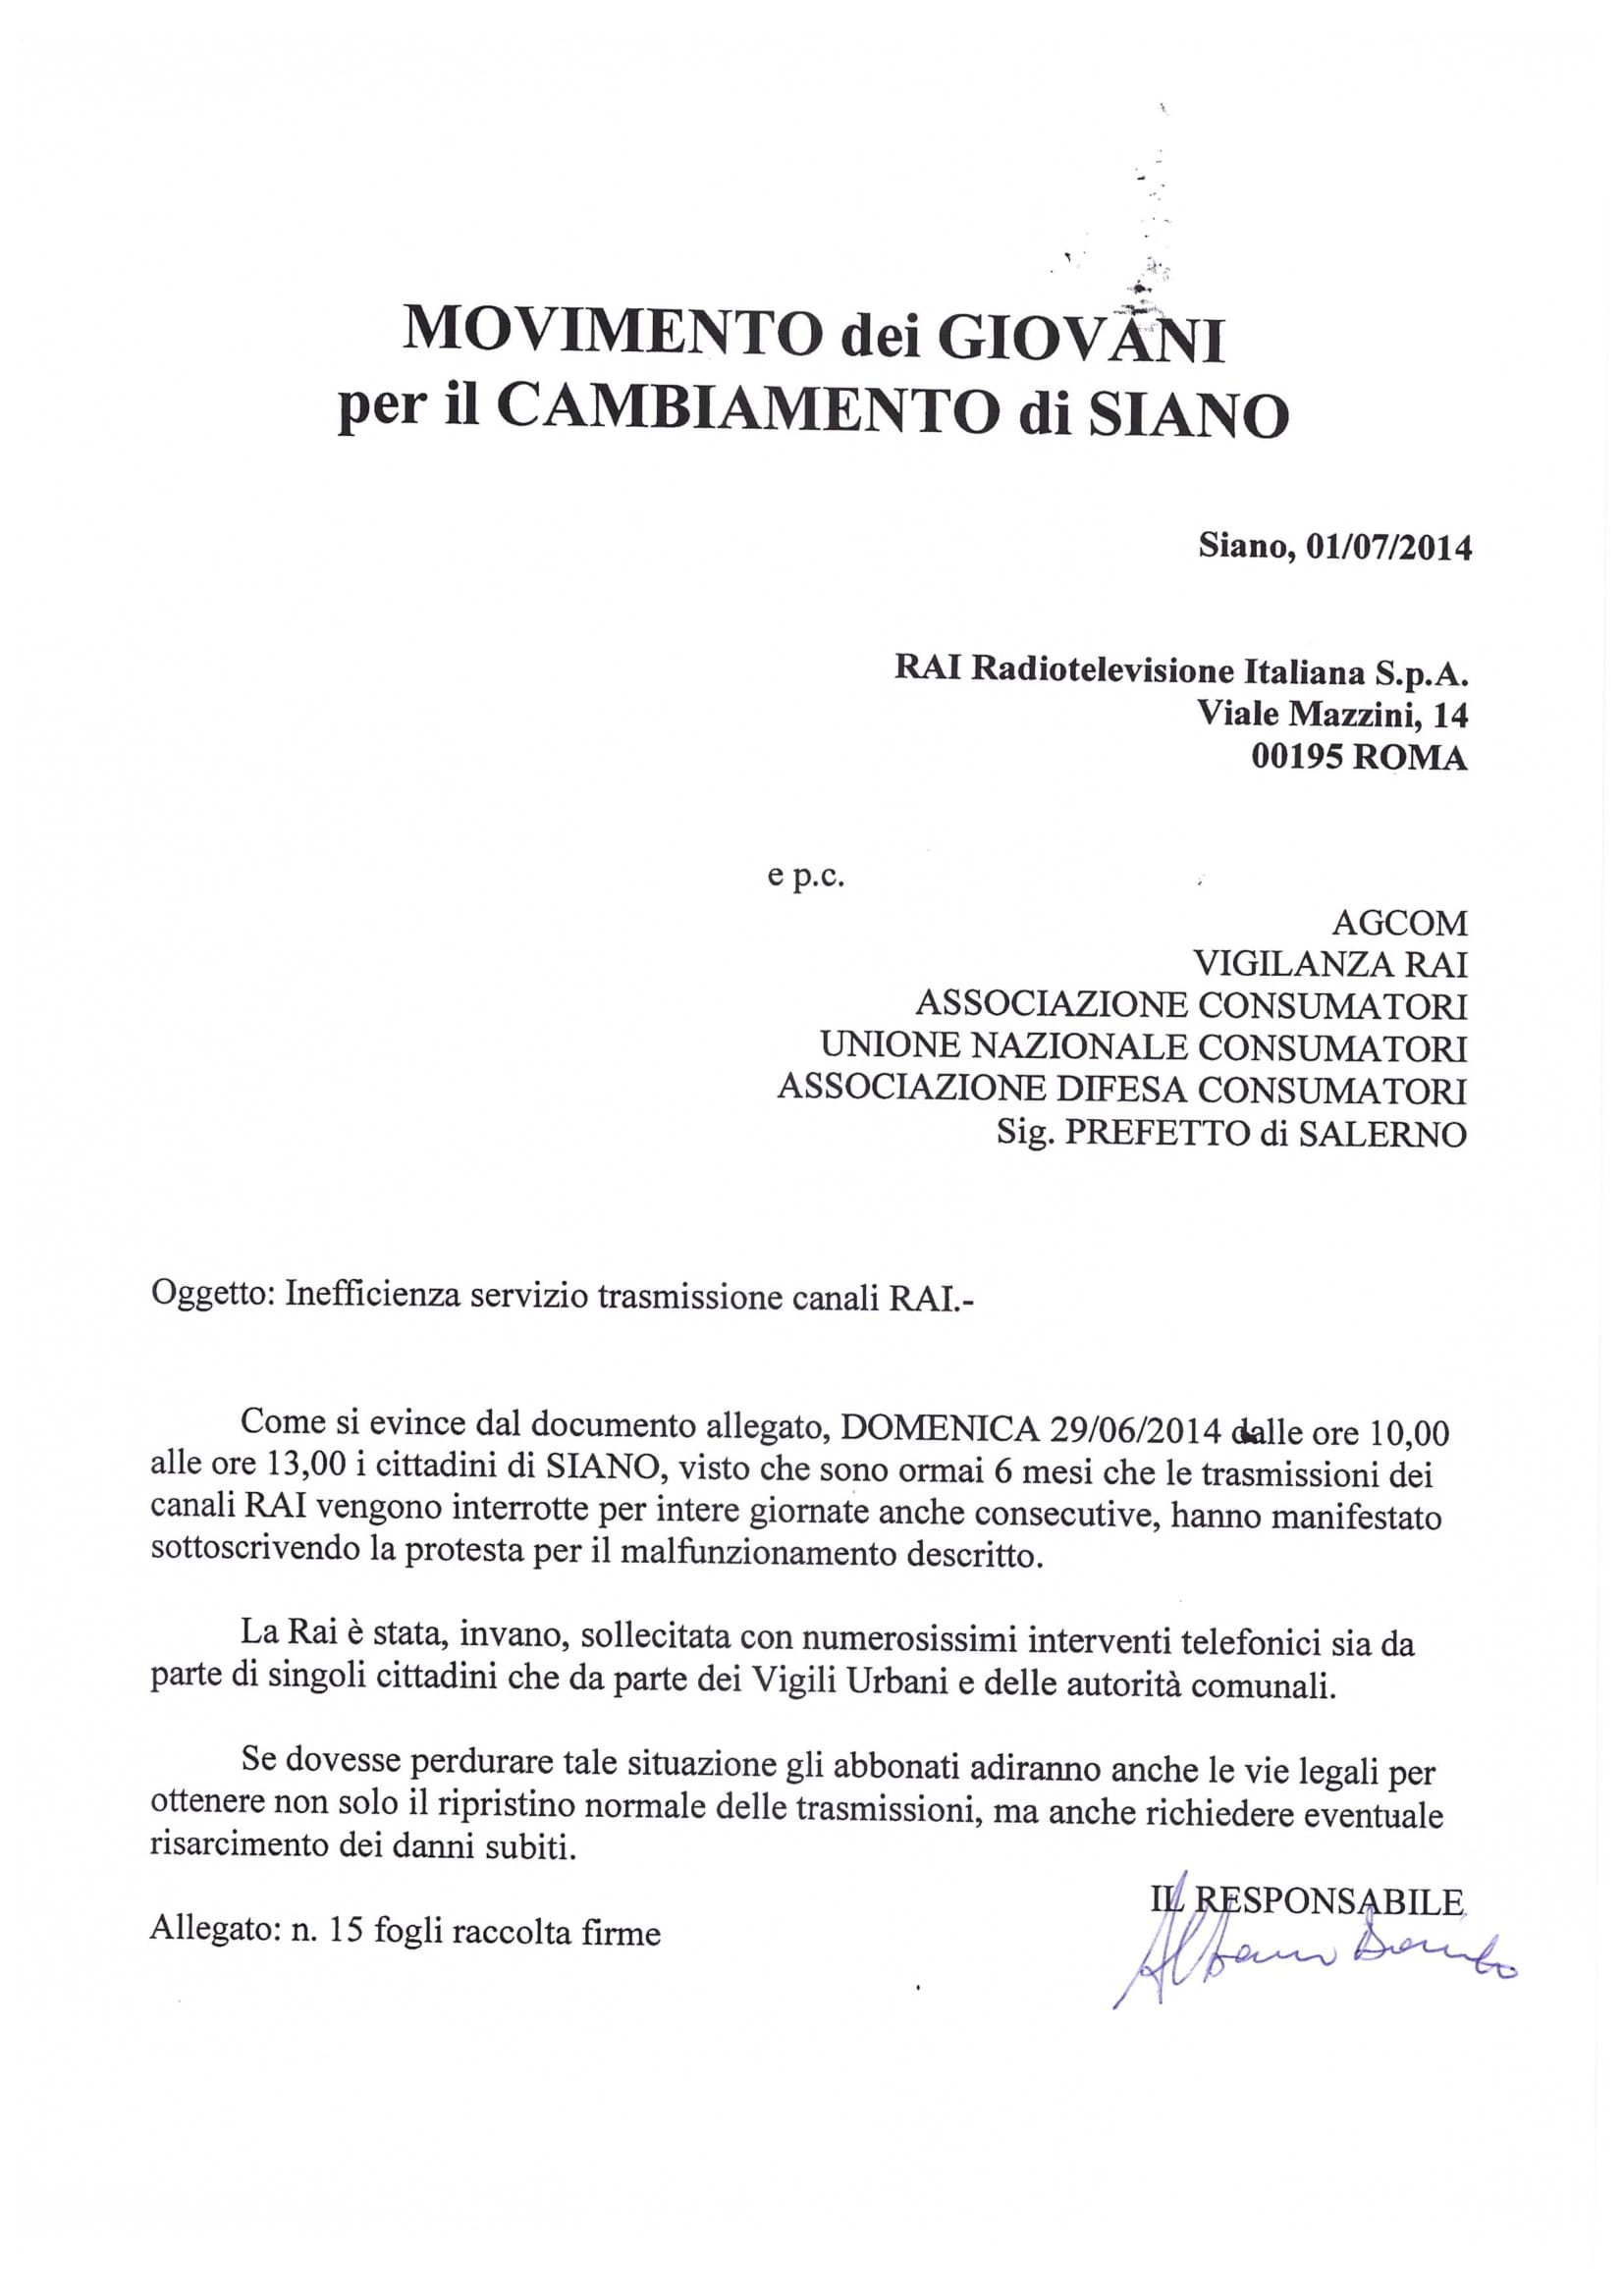 MOVIMENTO dei GIOVANI
per il CAMBIAMENTO di SIANO
Siano, 01/07/2014
RAI Radiotelevisione Italiana S.p.A.
Viale Mazzini, 14
00195 ROMA
e p.c.
AGCOM
VIGILANZA RAI
ASSOCIAZIONE CONSUMATORI
UNIONE NAZIONALE CONSUMATORI
ASSOCIAZIONE DIFESA CONSUMATORI
Sig. PREFETTO di SALERNO
Oggetto: Inefficienza servizio trasmissione canali RAI.-
Come si evince dal documento allegato, DOMENICA 29/06/2014 dalle ore 10,00
alle ore 13,00 i cittadini di SIANO, visto che sono ormai 6 mesi che le trasmissioni dei
canali RAI vengono interrotte per intere giornate anche consecutive, hanno manifestato
sottoscrivendo la protesta per il malfunzionamento descritto.
La Rai è stata, invano, sollecitata con numerosissimi interventi telefonici sia da
parte di singoli cittadini che da parte dei Vigili Urbani e delle autorità comunali.
Se dovesse perdurare tale situazione gli abbonati adiranno anche le vie legali per
ottenere non solo il ripristino normale delle trasmissioni, ma anche richiedere eventuale
risarcimento dei danni subiti.
IL RESPONSABILE
Allegato: n. 15 fogli raccolta firme